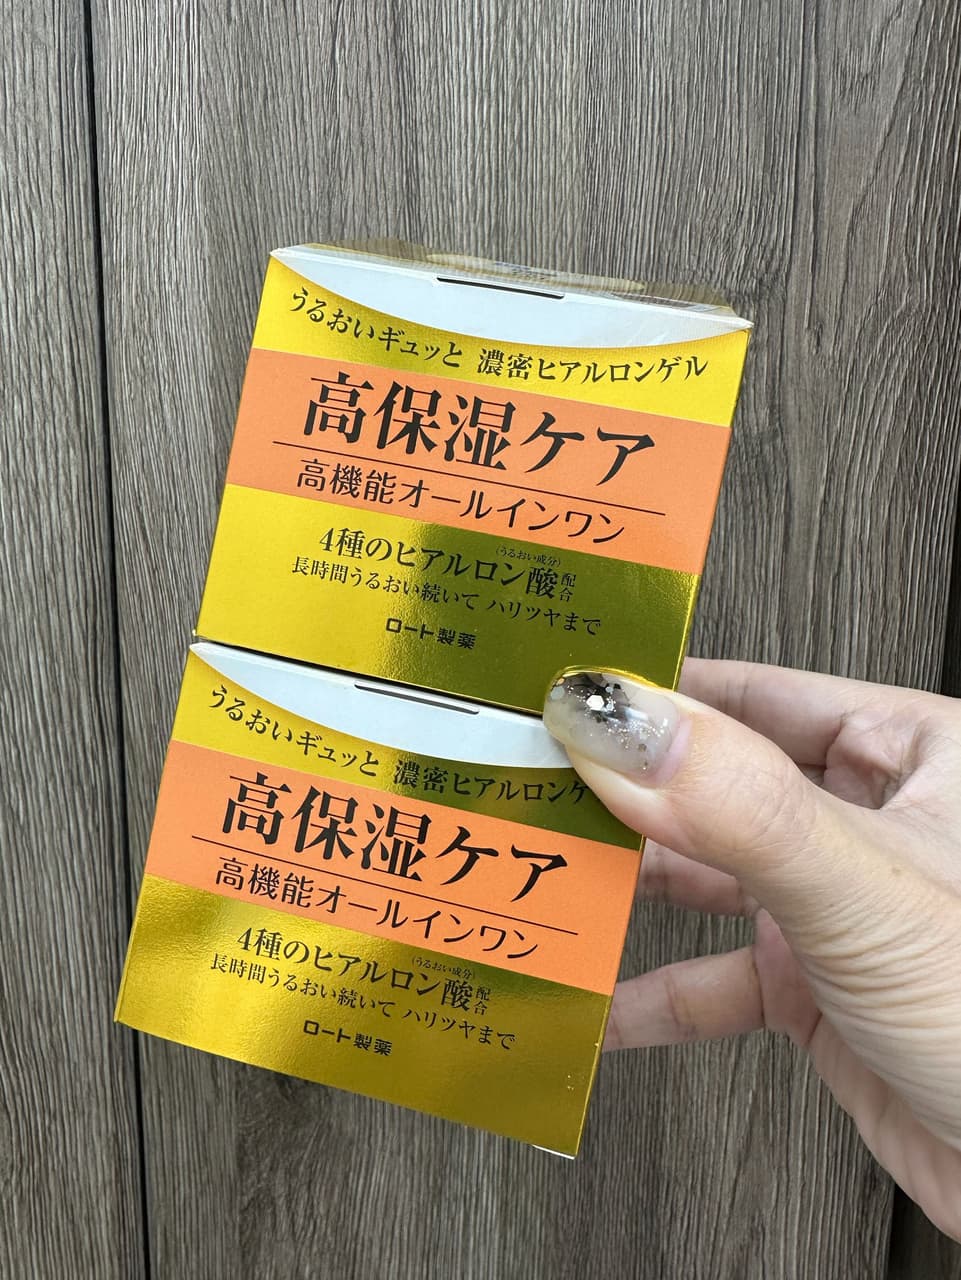 うるおいギュッと 濃密ヒアルロンゲル
高保湿ケア
高機能オールインワン
4種のヒアルロン酸(うるおい成分)配合
長時間うるおい続いて ハリツヤまで
ロート製薬
うるおいギュッと 濃密ヒアルロンゲ
高保湿ケア
高機能オールインワン
4種のヒアルロン酸(うるおい成分)配合
長時間うるおい続いて ハリツヤまで
ロート製薬